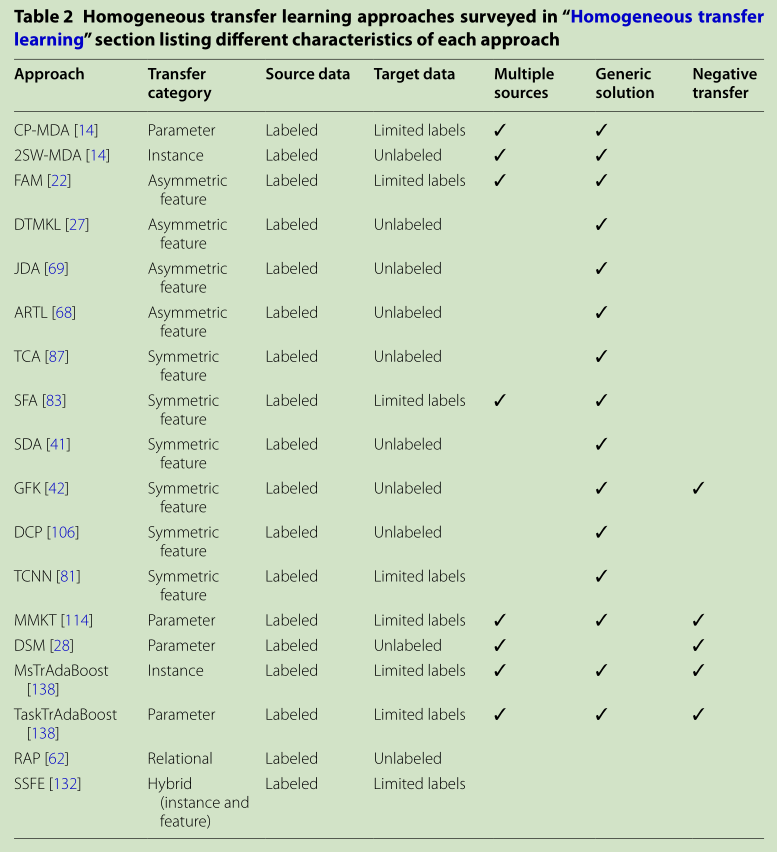 Table 2 Homogeneous transfer learning approaches surveyed in “Homogeneous transfer
learning” section listing different characteristics of each approach
Approach Transfer category Source data Target data Multiple sources Generic solution Negative transfer
CP-MDA [14] Parameter Labeled Limited labels ✓ ✓
2SW-MDA [14] Instance Labeled Unlabeled ✓ ✓
FAM [22] Asymmetric feature Labeled Limited labels ✓ ✓
DTMKL [27] Asymmetric feature Labeled Unlabeled ✓
JDA [69] Asymmetric feature Labeled Unlabeled ✓
ARTL [68] Asymmetric feature Labeled Unlabeled ✓
TCA [87] Symmetric feature Labeled Unlabeled ✓
SFA [83] Symmetric feature Labeled Limited labels ✓ ✓
SDA [41] Symmetric feature Labeled Unlabeled ✓
GFK [42] Symmetric feature Labeled Unlabeled ✓ ✓
DCP [106] Symmetric feature Labeled Unlabeled ✓
TCNN [81] Symmetric feature Labeled Limited labels ✓
MMKT [114] Parameter Labeled Limited labels ✓ ✓ ✓
DSM [28] Parameter Labeled Unlabeled ✓ ✓
MsTrAdaBoost [138] Instance Labeled Limited labels ✓ ✓ ✓
TaskTrAdaBoost [138] Parameter Labeled Limited labels ✓ ✓ ✓
RAP [62] Relational Labeled Unlabeled
SSFE [132] Hybrid (instance and feature) Labeled Limited labels